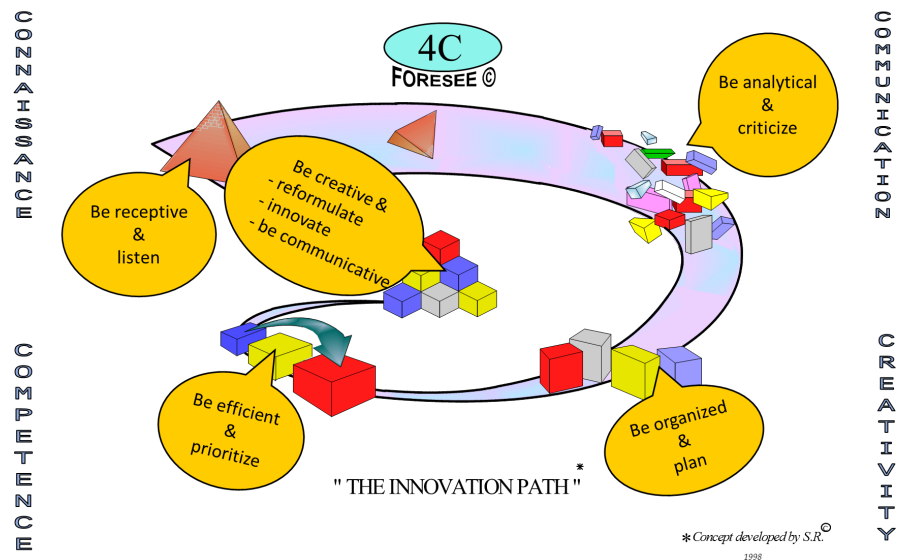 4C
FORESEE ©
CONNAISSANCE
COMMUNICATION
Be analytical
&
criticize
Be creative &
- reformulate
- innovate
- be communicative
Be receptive
&
listen
COMPETENCE
CREATIVITY
Be efficient
&
prioritize
Be organized
&
plan
" THE INNOVATION PATH " *
* Concept developed by S.R.©
1998